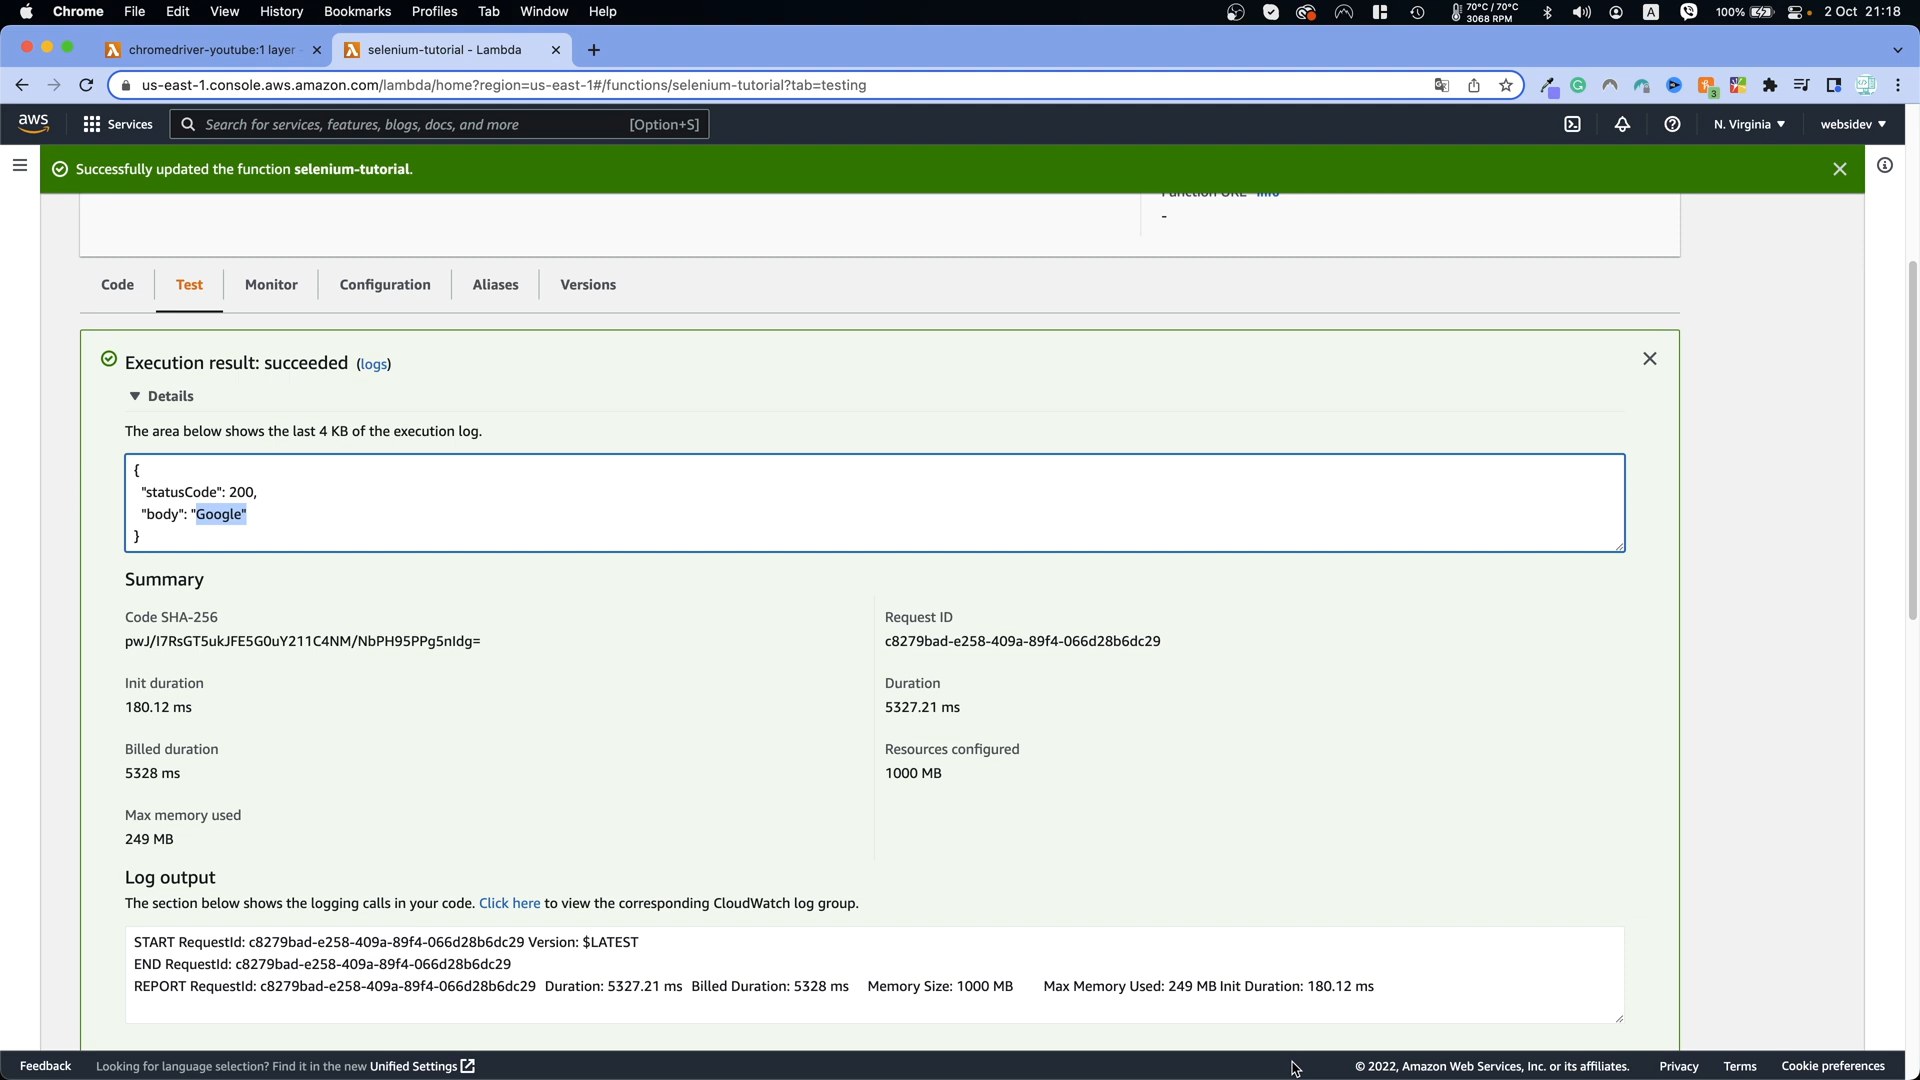 Chrome File Edit View History Bookmarks Profiles Tab Window Help 70°C / 70°C 3068 RPM A 100% 2 Oct 21:18
chromedriver-youtube:1 layer selenium-tutorial - Lambda
us-east-1.console.aws.amazon.com/lambda/home?region=us-east-1#/functions/selenium-tutorial?tab=testing 3
aws Services Search for services, features, blogs, docs, and more [Option+S] N. Virginia websidev
Successfully updated the function selenium-tutorial.
Function URL Info
-
Code Test Monitor Configuration Aliases Versions
Execution result: succeeded (logs)
Details
The area below shows the last 4 KB of the execution log.
{
"statusCode": 200,
"body": "Google"
}
Summary
Code SHA-256
pwJ/I7RsGT5ukJFE5G0uY211C4NM/NbPH95PPg5nIdg=
Request ID
c8279bad-e258-409a-89f4-066d28b6dc29
Init duration
180.12 ms
Duration
5327.21 ms
Billed duration
5328 ms
Resources configured
1000 MB
Max memory used
249 MB
Log output
The section below shows the logging calls in your code. Click here to view the corresponding CloudWatch log group.
START RequestId: c8279bad-e258-409a-89f4-066d28b6dc29 Version: $LATEST
END RequestId: c8279bad-e258-409a-89f4-066d28b6dc29
REPORT RequestId: c8279bad-e258-409a-89f4-066d28b6dc29 Duration: 5327.21 ms Billed Duration: 5328 ms Memory Size: 1000 MB Max Memory Used: 249 MB Init Duration: 180.12 ms
Feedback Looking for language selection? Find it in the new Unified Settings © 2022, Amazon Web Services, Inc. or its affiliates. Privacy Terms Cookie preferences